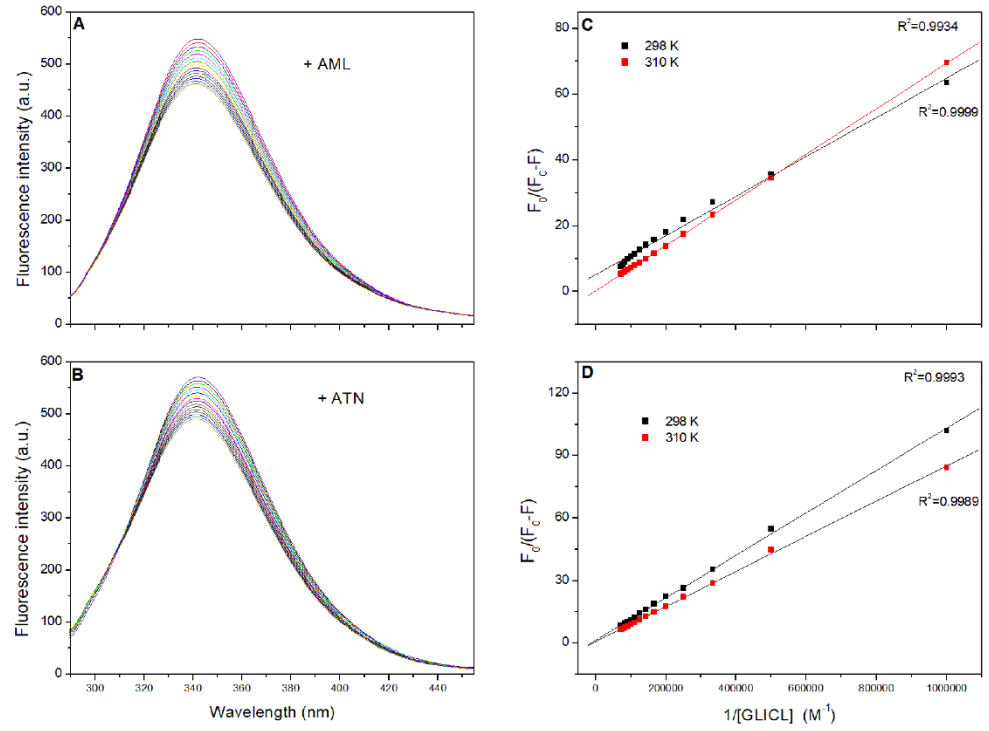 A
+ AML
Fluorescence intensity (a.u.)
600
500
400
300
200
100
0
B
+ ATN
Fluorescence intensity (a.u.)
600
500
400
300
200
100
0
300 320 340 360 380 400 420 440
Wavelength (nm)
C
R²=0.9934
298 K
310 K
R²=0.9999
F₀/(F₀-F)
80
60
40
20
0
D
R²=0.9993
298 K
310 K
R²=0.9989
F₀/(F₀-F)
120
90
60
30
0
0 200000 400000 600000 800000 1000000
1/[GLICL] (M⁻¹)